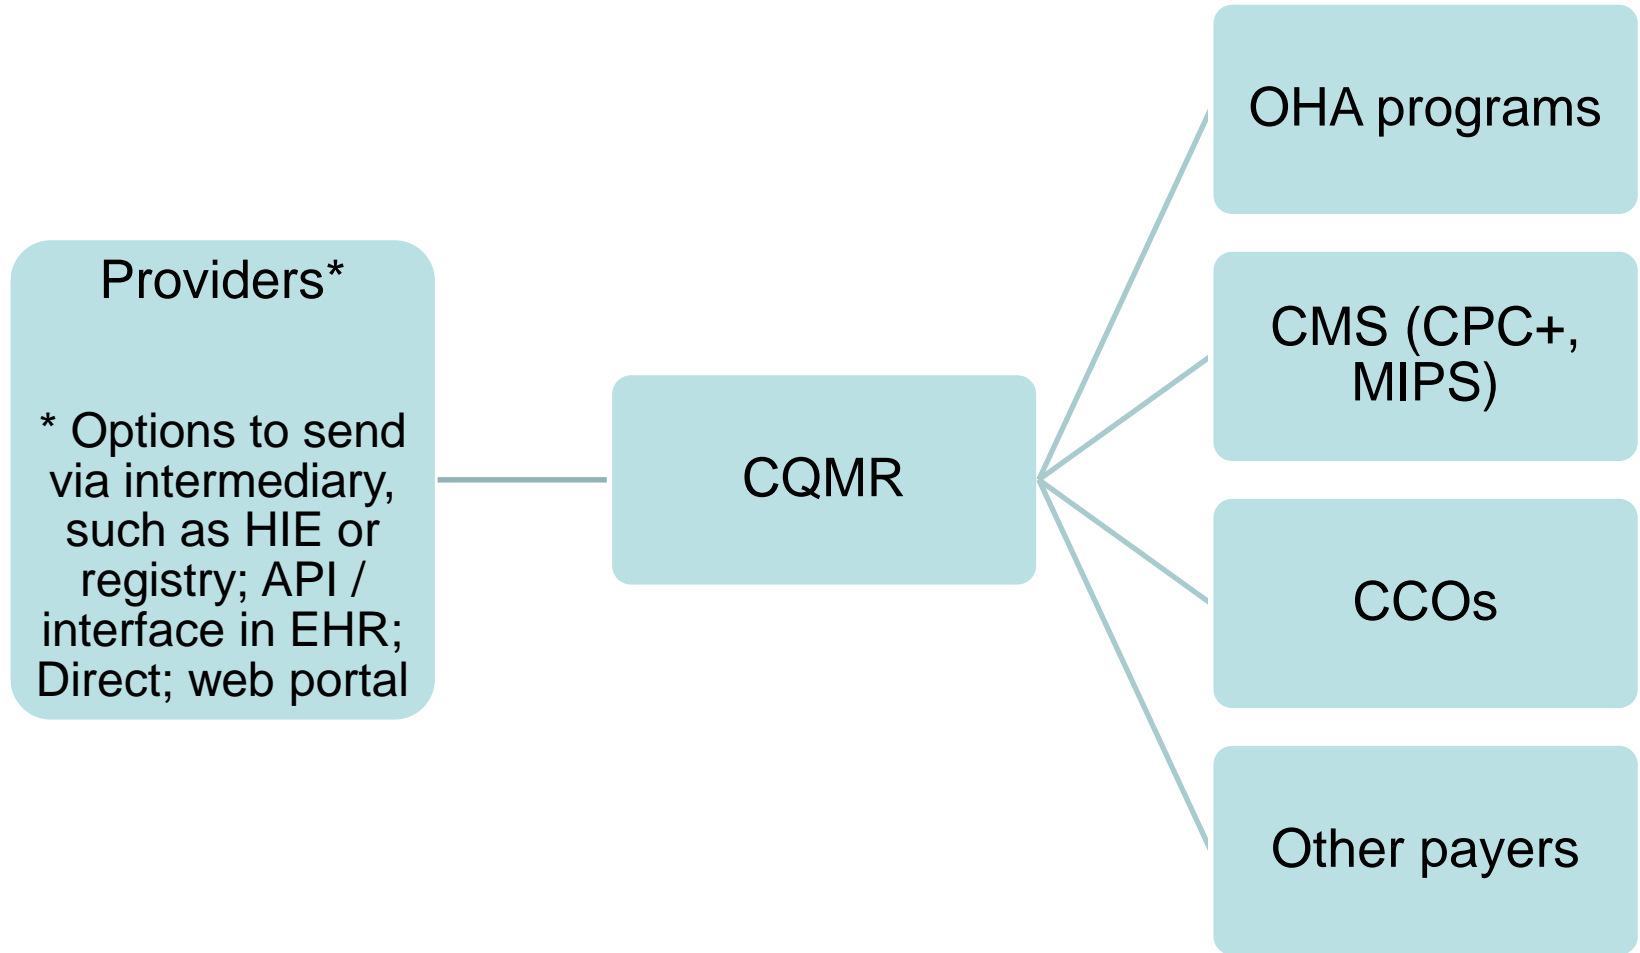 Providers*
* Options to send
via intermediary,
such as HIE or
registry; API /
interface in EHR;
Direct; web portal
CQMR
OHA programs
CMS (CPC+,
MIPS)
CCOs
Other payers